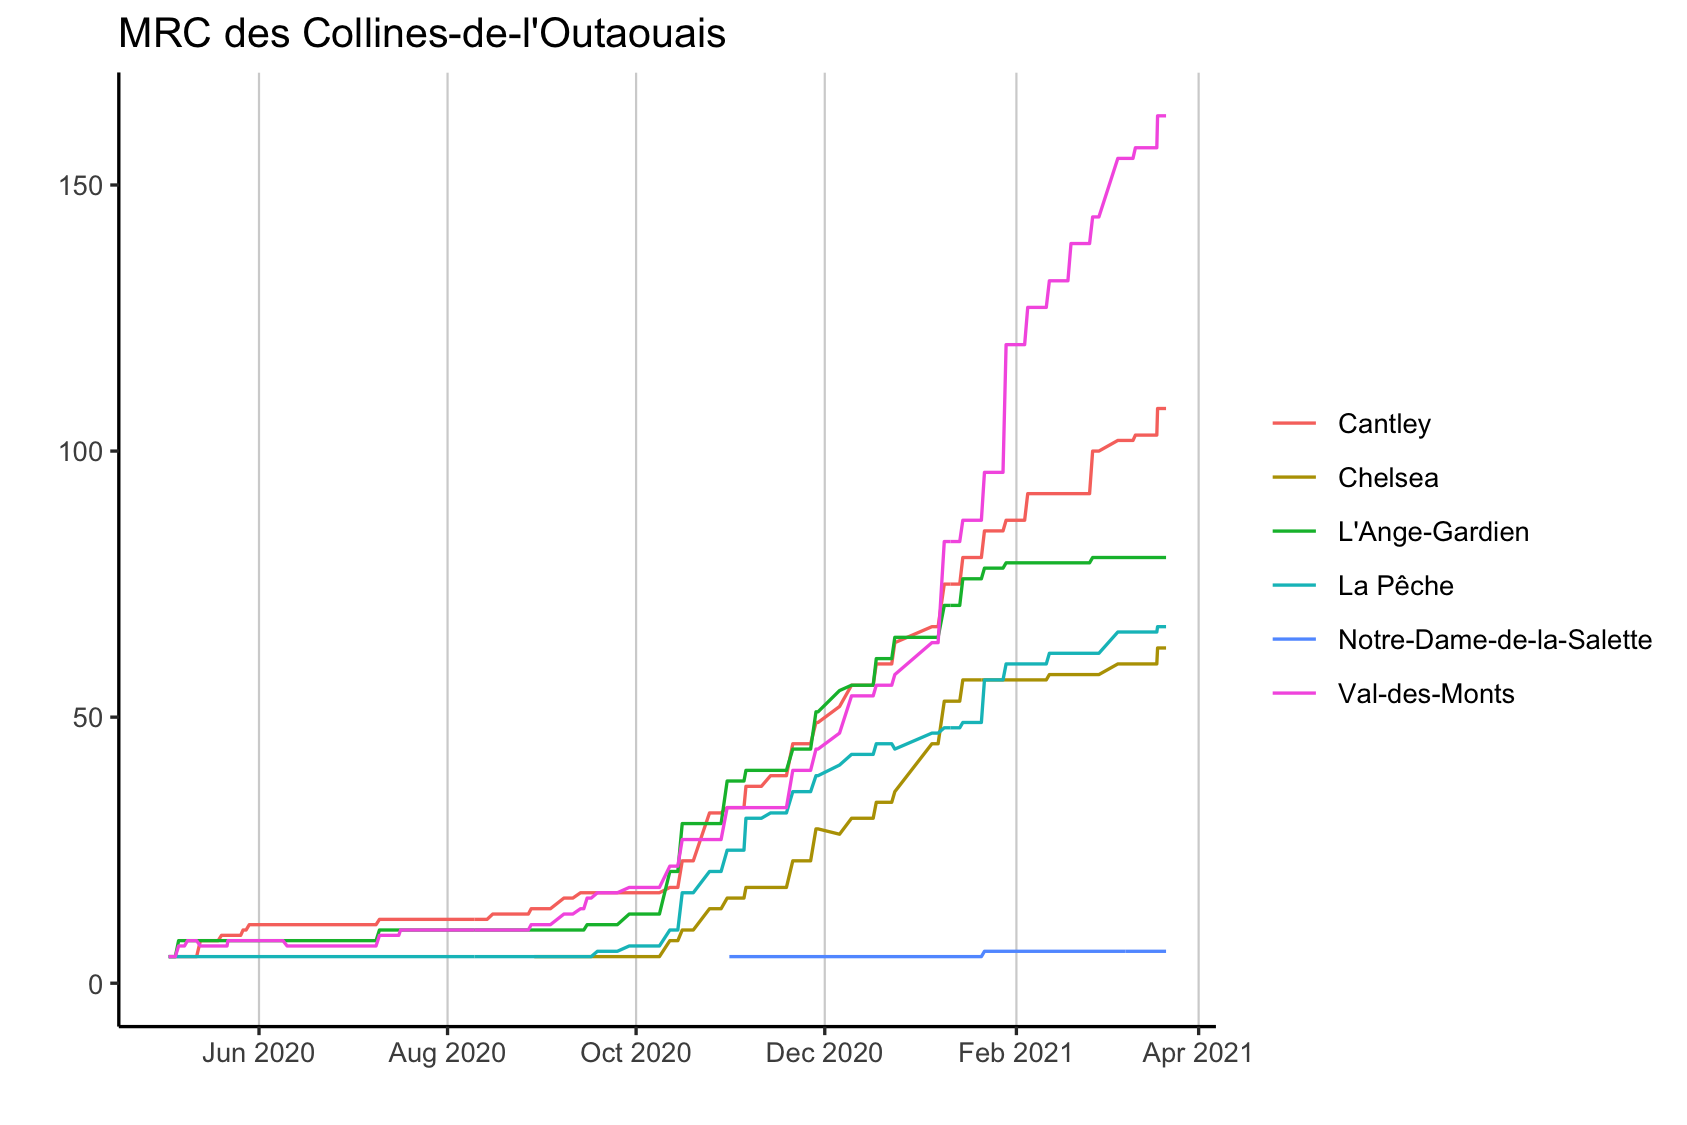 MRC des Collines-de-l'Outaouais
150
100
50
0
Jun 2020
Aug 2020
Oct 2020
Dec 2020
Feb 2021
Apr 2021
Cantley
Chelsea
L'Ange-Gardien
La Pêche
Notre-Dame-de-la-Salette
Val-des-Monts